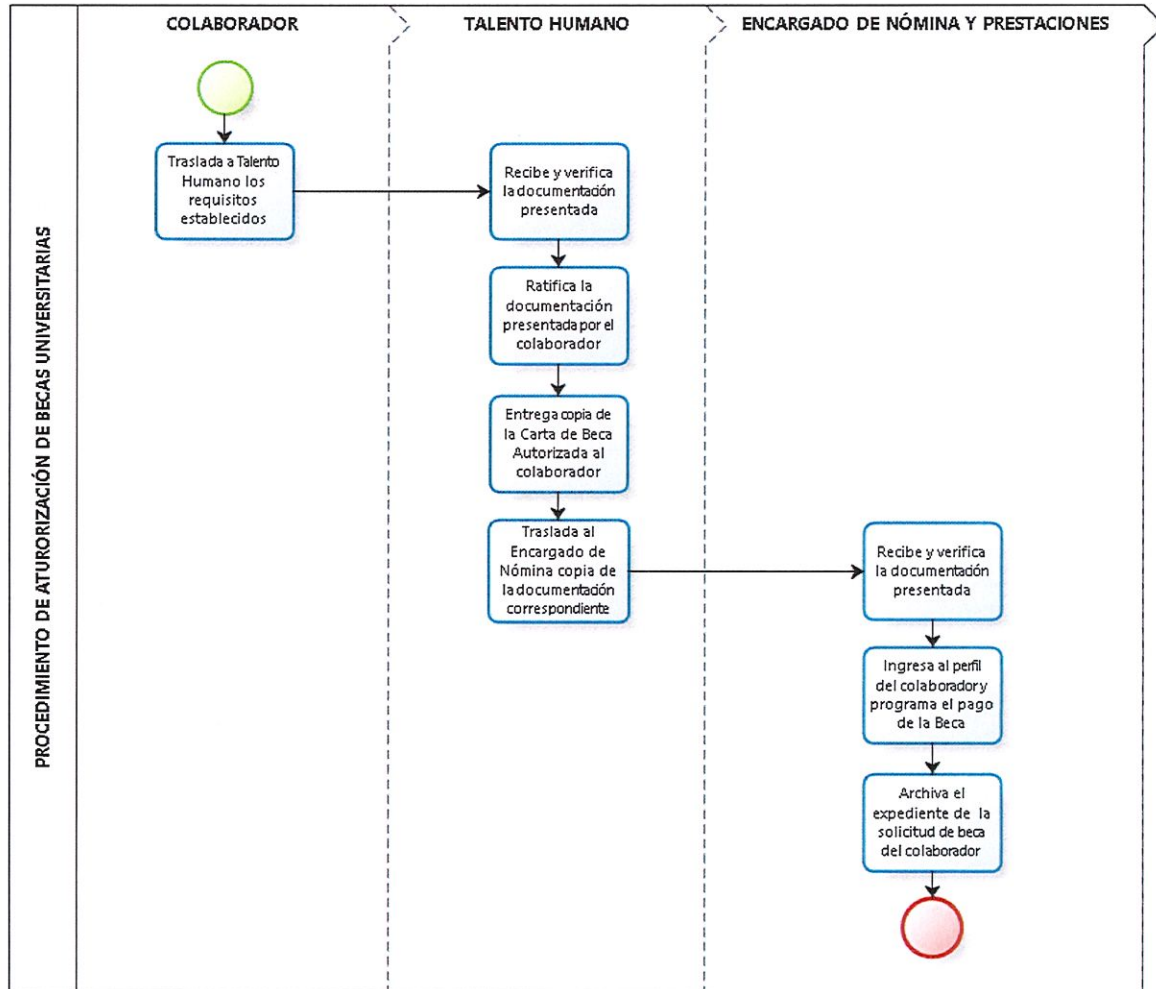 COLABORADOR
TALENTO HUMANO
ENCARGADO DE NÓMINA Y PRESTACIONES
PROCEDIMIENTO DE ATURORIZACIÓN DE BECAS UNIVERSITARIAS
Traslada a Talento
Humano los
requisitos
establecidos
Recibe y verifica
la documentación
presentada
Ratifica la
documentación
presentada por el
colaborador
Entrega copia de
la Carta de Beca
Autorizada al
colaborador
Traslada al
Encargado de
Nómina copia de
la documentación
correspondiente
Recibe y verifica
la documentación
presentada
Ingresa al perfil
del colaborador y
programa el pago
de la Beca
Archiva el
expediente de la
solicitud de beca
del colaborador